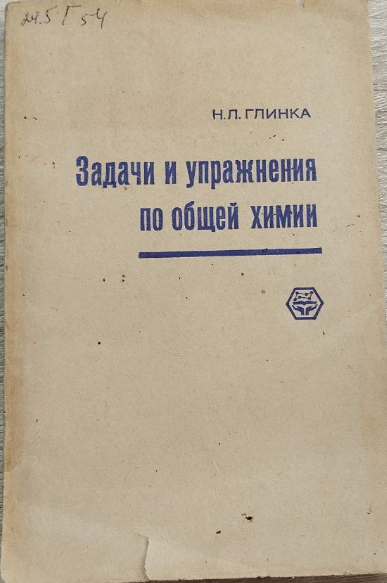 24.5 Г 54
Н.Л. ГЛИНКА
Задачи и упражнения
по общей химии